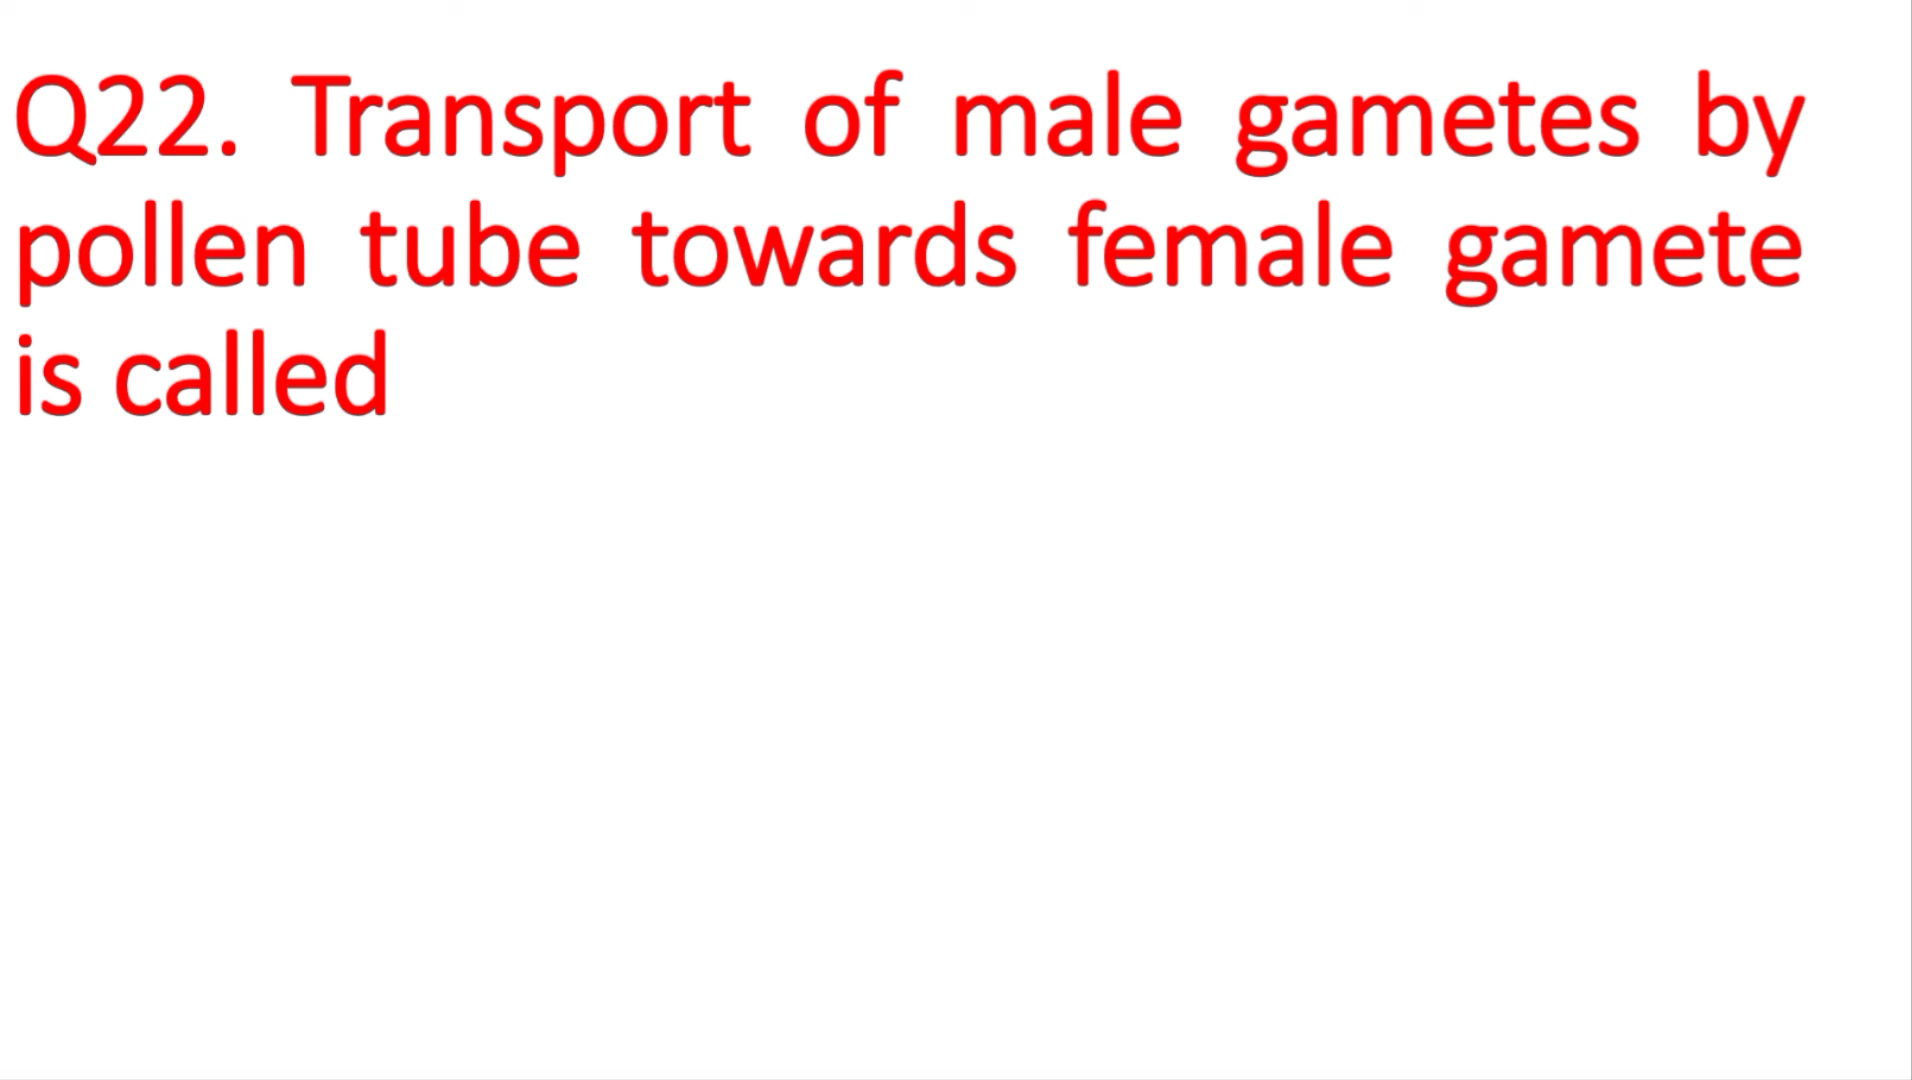 Q22. Transport of male gametes by
pollen tube towards female gamete
is called